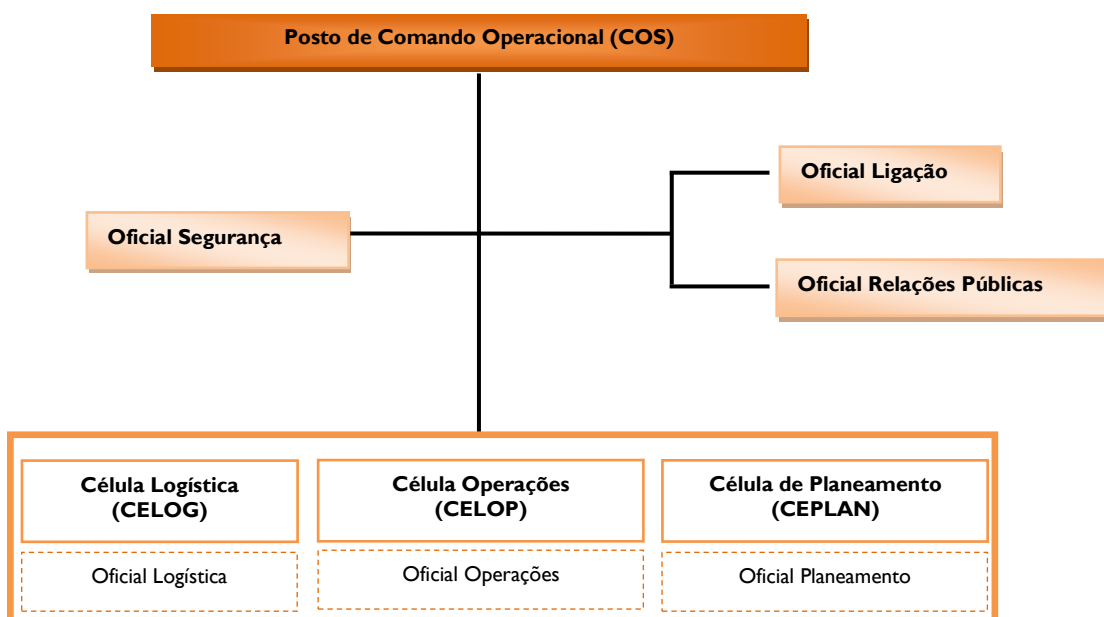 Posto de Comando Operacional (COS)
Oficial Ligação
Oficial Segurança
Oficial Relações Públicas
Célula Logística
(CELOG)
Célula Operações
(CELOP)
Célula de Planeamento
(CEPLAN)
Oficial Logística
Oficial Operações
Oficial Planeamento